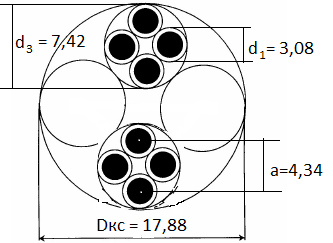 d₃ = 7,42
d₁= 3,08
a=4,34
Dкс = 17,88